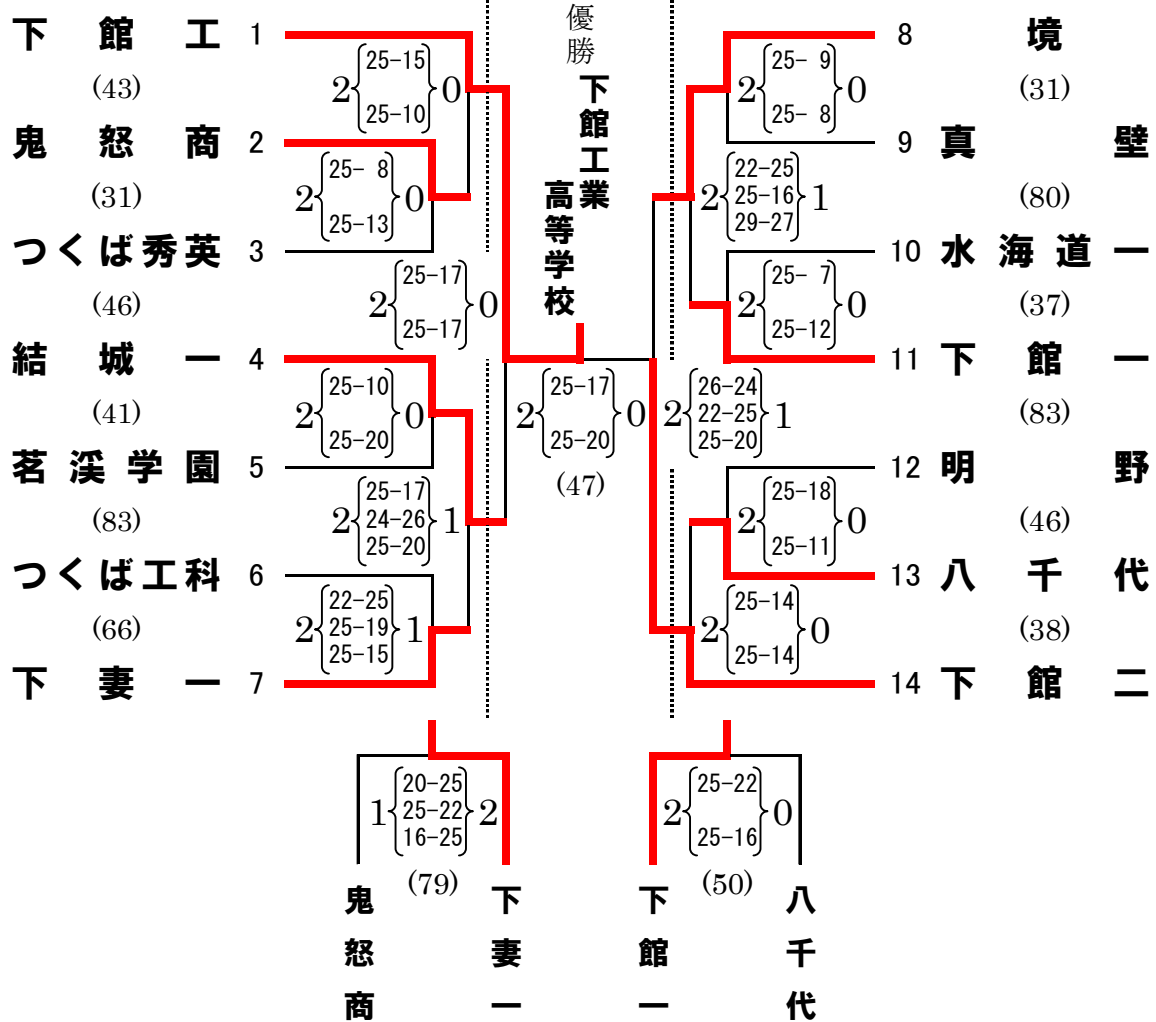 優勝
下館工業
高等学校
下館工 1
(43)
鬼怒商 2
(31)
つくば秀英 3
(46)
結城一 4
(41)
茗渓学園 5
(83)
つくば工科 6
(66)
下妻一 7
2 25-15 0
25-10
2 25- 8 0
25-13
2 25-17 0
25-17
2 25-10 0
25-20
2 25-17 1
24-26
25-20
2 22-25 1
25-19
25-15
2 25-17 0
25-20
(47)
8 境
(31)
9 真壁
(80)
10 水海道一
(37)
11 下館一
(83)
12 明野
(46)
13 八千代
(38)
14 下館二
2 25- 9 0
25- 8
2 22-25 1
25-16
29-27
2 25- 7 0
25-12
2 26-24 1
22-25
25-20
2 25-18 0
25-11
2 25-14 0
25-14
1 20-25 2
25-22
16-25
(79)
鬼怒商
下妻一
2 25-22 0
25-16
(50)
下館一
八千代